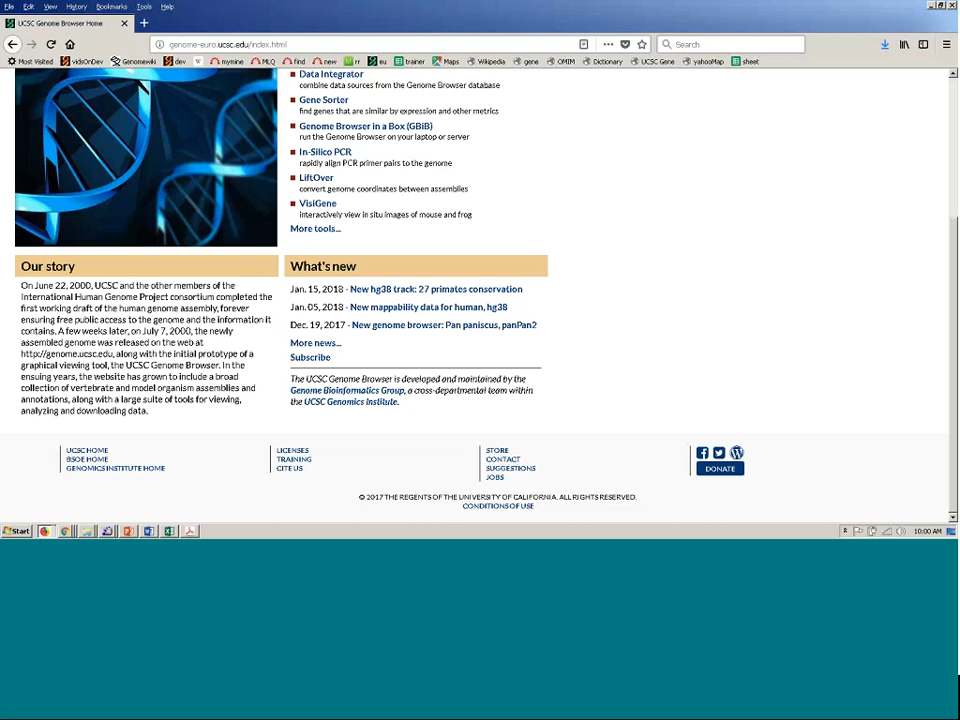 File Edit View History Bookmarks Tools Help
UCSC Genome Browser Home
genome-euro.ucsc.edu/index.html
Search
Most Visited vidsOnDev Genomewiki dev W mymine MLQ find new rr eu trainer Maps Wikipedia gene OMIM Dictionary UCSC Gene yahooMap sheet
Data Integrator
combine data sources from the Genome Browser database
Gene Sorter
find genes that are similar by expression and other metrics
Genome Browser in a Box (GBiB)
run the Genome Browser on your laptop or server
In-Silico PCR
rapidly align PCR primer pairs to the genome
LiftOver
convert genome coordinates between assemblies
VisiGene
interactively view in situ images of mouse and frog
More tools...
Our story
On June 22, 2000, UCSC and the other members of the
International Human Genome Project consortium completed the
first working draft of the human genome assembly, forever
ensuring free public access to the genome and the information it
contains. A few weeks later, on July 7, 2000, the newly
assembled genome was released on the web at
http://genome.ucsc.edu, along with the initial prototype of a
graphical viewing tool, the UCSC Genome Browser. In the
ensuing years, the website has grown to include a broad
collection of vertebrate and model organism assemblies and
annotations, along with a large suite of tools for viewing,
analyzing and downloading data.
What's new
Jan. 15, 2018 - New hg38 track: 27 primates conservation
Jan. 05, 2018 - New mappability data for human, hg38
Dec. 19, 2017 - New genome browser: Pan paniscus, panPan2
More news...
Subscribe
The UCSC Genome Browser is developed and maintained by the
Genome Bioinformatics Group, a cross-departmental team within
the UCSC Genomics Institute.
UCSC HOME
BSOE HOME
GENOMICS INSTITUTE HOME
LICENSES
TRAINING
CITE US
STORE
CONTACT
SUGGESTIONS
JOBS
DONATE
© 2017 THE REGENTS OF THE UNIVERSITY OF CALIFORNIA. ALL RIGHTS RESERVED.
CONDITIONS OF USE
Start
10:00 AM